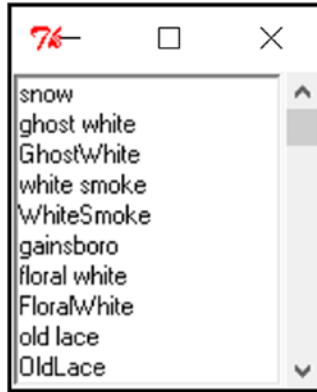 snow
ghost white
GhostWhite
white smoke
WhiteSmoke
gainsboro
floral white
FloralWhite
old lace
OldLace